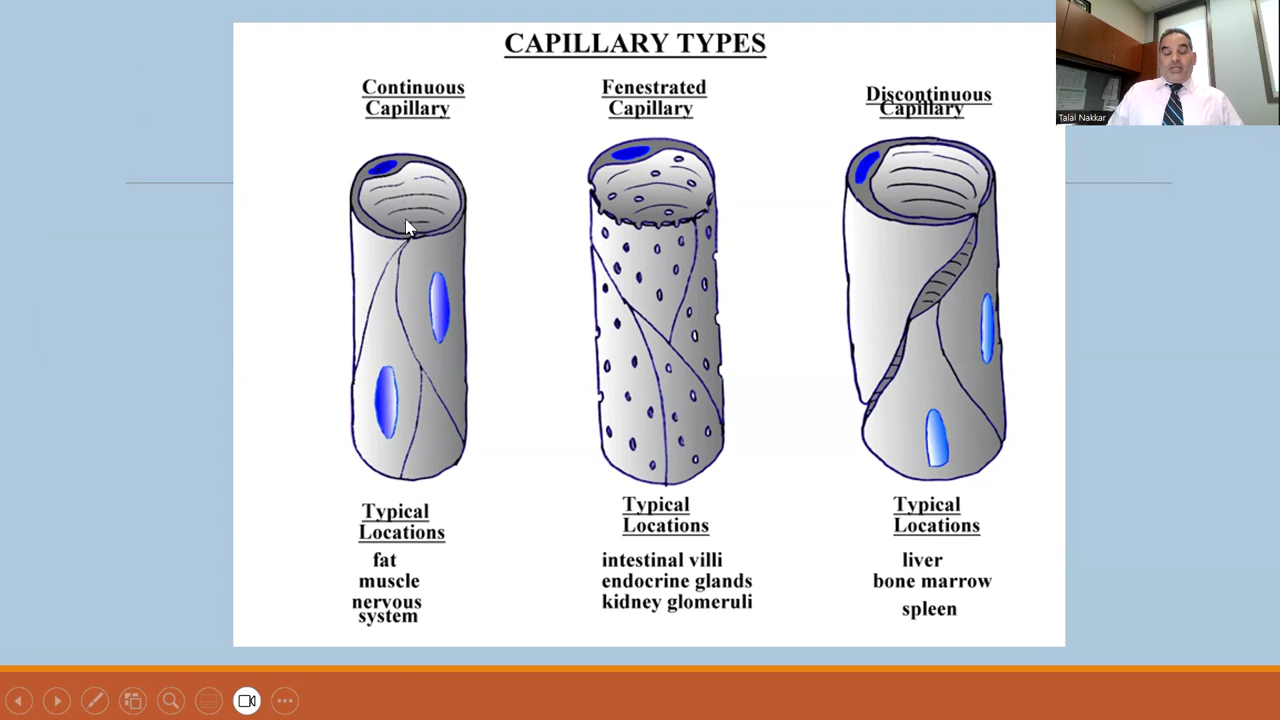 CAPILLARY TYPES
Continuous
Capillary
Fenestrated
Capillary
Discontinuous
Capillary
Talal Nakkar
Typical
Locations
fat
muscle
nervous
system
Typical
Locations
intestinal villi
endocrine glands
kidney glomeruli
Typical
Locations
liver
bone marrow
spleen